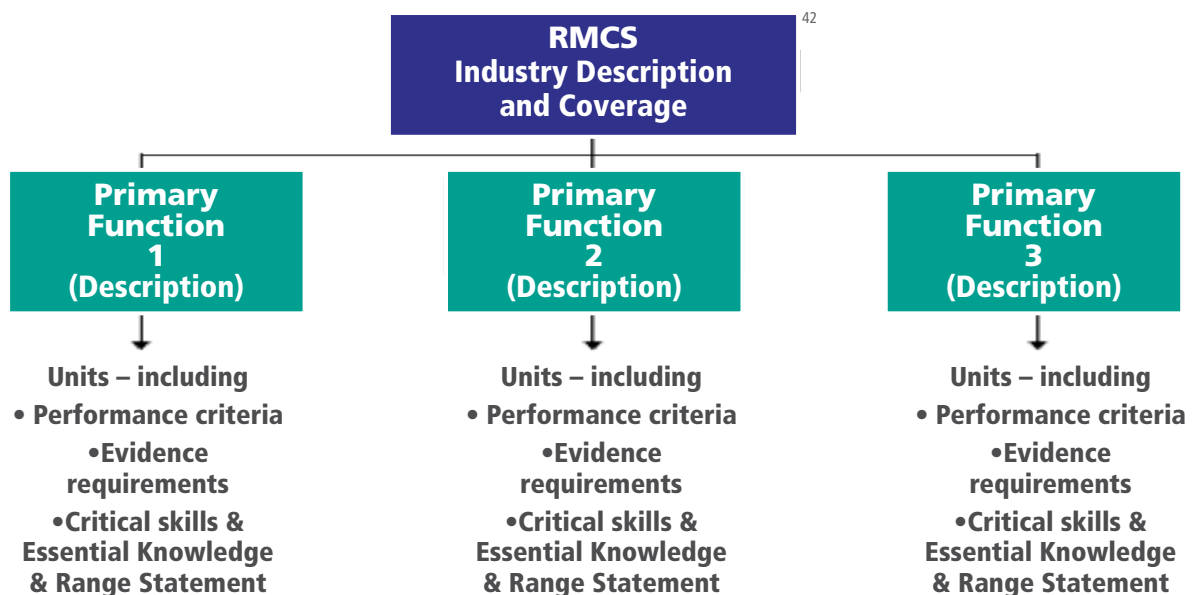 42
RMCS
Industry Description
and Coverage
Primary
Function
1
(Description)
Units – including
• Performance criteria
•Evidence
requirements
•Critical skills &
Essential Knowledge
& Range Statement
Primary
Function
2
(Description)
Units – including
• Performance criteria
•Evidence
requirements
•Critical skills &
Essential Knowledge
& Range Statement
Primary
Function
3
(Description)
Units – including
• Performance criteria
•Evidence
requirements
•Critical skills &
Essential Knowledge
& Range Statement